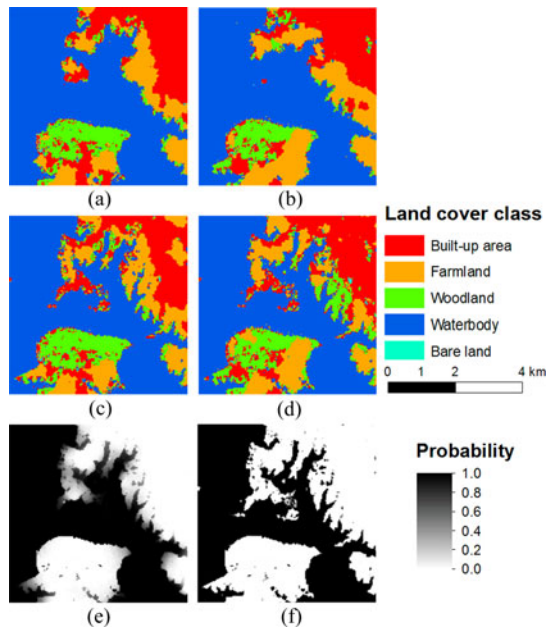 (a) (b)
Land cover class
Built-up area
Farmland
Woodland
Waterbody
Bare land
0 2 4 km
(c) (d)
Probability
1.0
0.8
0.6
0.4
0.2
0.0
(e) (f)